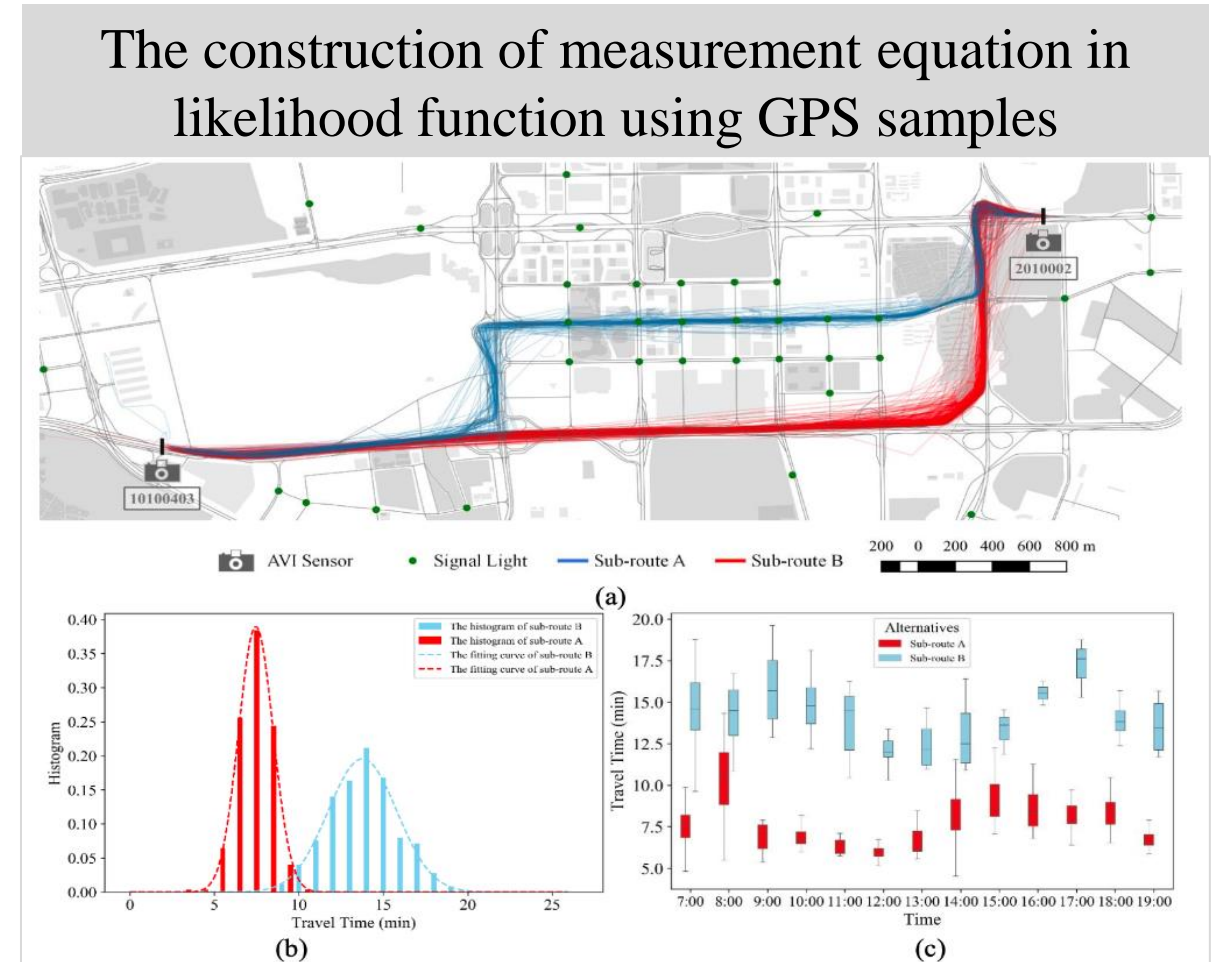 The construction of measurement equation in
likelihood function using GPS samples
2010002
10100403
AVI Sensor
Signal Light
Sub-route A
Sub-route B
200 0 200 400 600 800 m
(a)
The histogram of sub-route B
The histogram of sub-route A
The fitting curve of sub-route B
The fitting curve of sub-route A
0.40
0.35
0.30
0.25
0.20
0.15
0.10
0.05
0.00
Histogram
0 5 10 15 20 25
Travel Time (min)
(b)
Alternatives
Sub-route A
Sub-route B
20.0
17.5
15.0
12.5
10.0
7.5
5.0
Travel Time (min)
7:00 8:00 9:00 10:00 11:00 12:00 13:00 14:00 15:00 16:00 17:00 18:00 19:00
Time
(c)